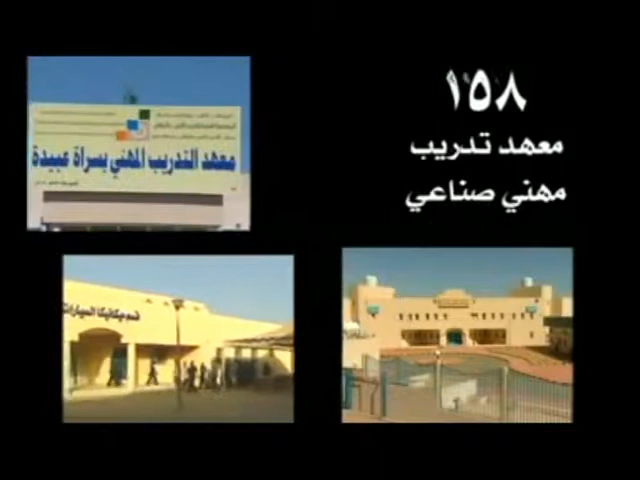 ١٥٨
معهد تدريب
مهني صناعي
معهد التدريب المهني بسراة عبيدة
قسم ميكانيكا السيارات